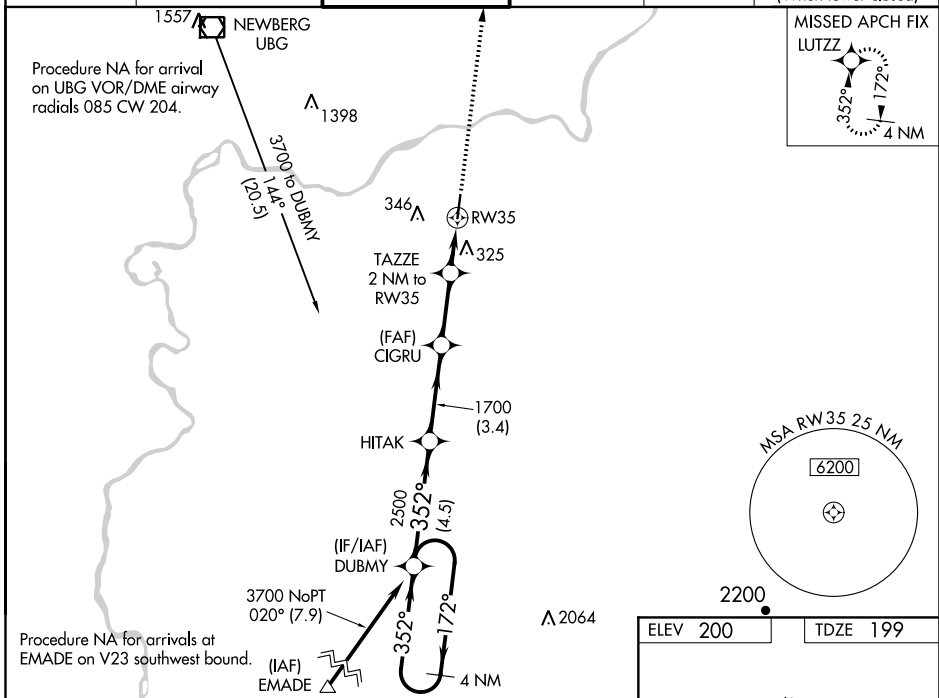 1557
NEWBERG
UBG
Procedure NA for arrival
on UBG VOR/DME airway
radials 085 CW 204.
1398
3700 to DUBMY
144°
(20.5)
MISSED APCH FIX
LUTZZ
352°
172°
4 NM
346
RW35
325
TAZZE
2 NM to
RW35
(FAF)
CIGRU
1700
(3.4)
HITAK
2500
352°
(4.5)
MSA RW35 25 NM
6200
(IF/IAF)
DUBMY
3700 NoPT
020° (7.9)
352°
172°
4 NM
2064
2200
Procedure NA for arrivals at
EMADE on V23 southwest bound.
(IAF)
EMADE
ELEV 200
TDZE 199